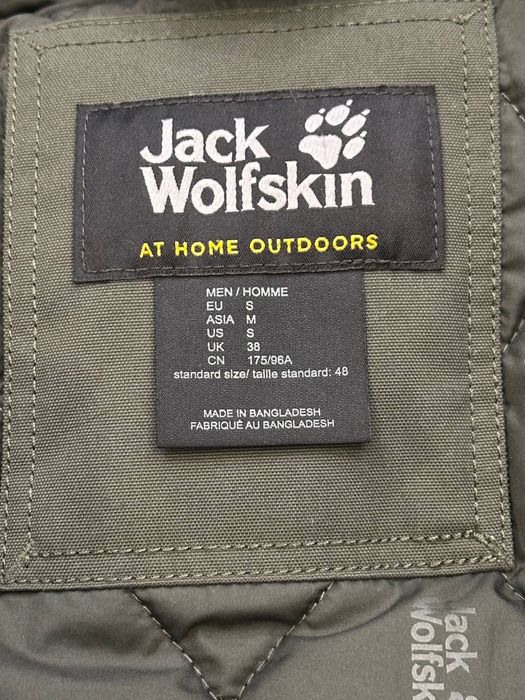 Jack
Wolfskin
AT HOME OUTDOORS
MEN / HOMME
EU S
ASIA M
US S
UK 38
CN 175/96A
standard size/ taille standard: 48
MADE IN BANGLADESH
FABRIQUÉ AU BANGLADESH
Jack
Wolfsk